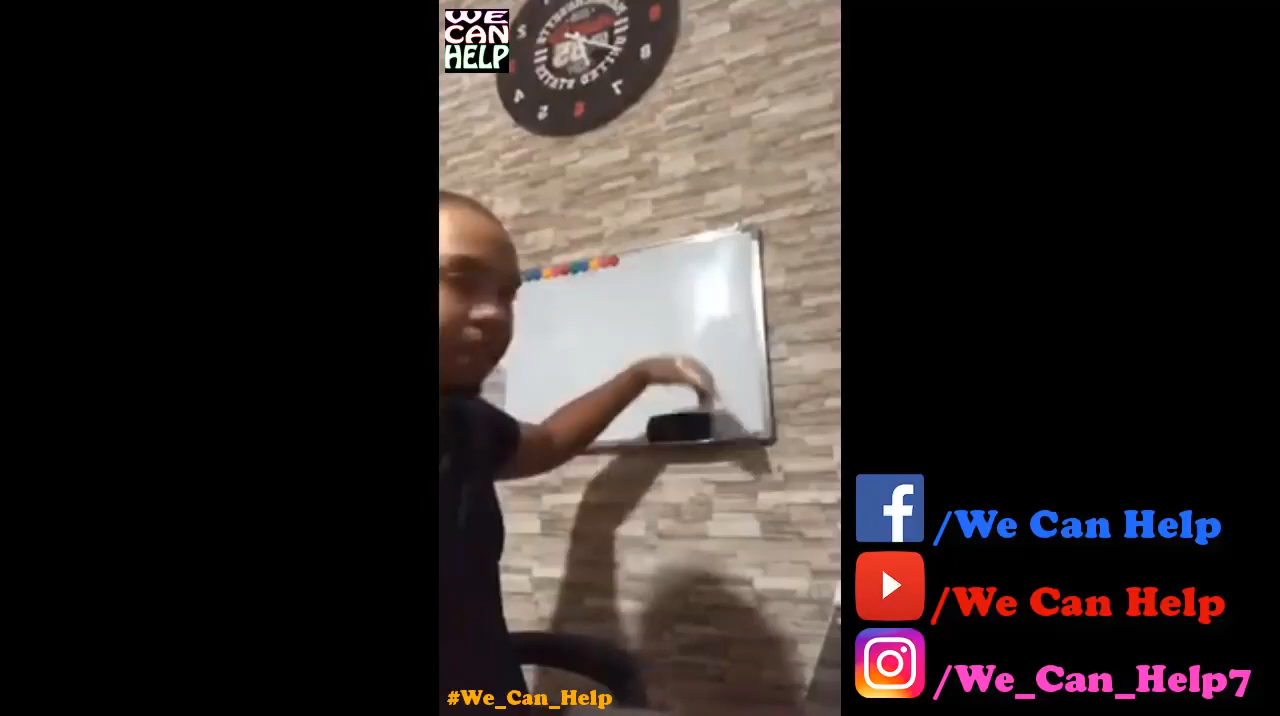 WE
CAN
HELP
/We Can Help
/We Can Help
/We_Can_Help7
#We_Can_Help